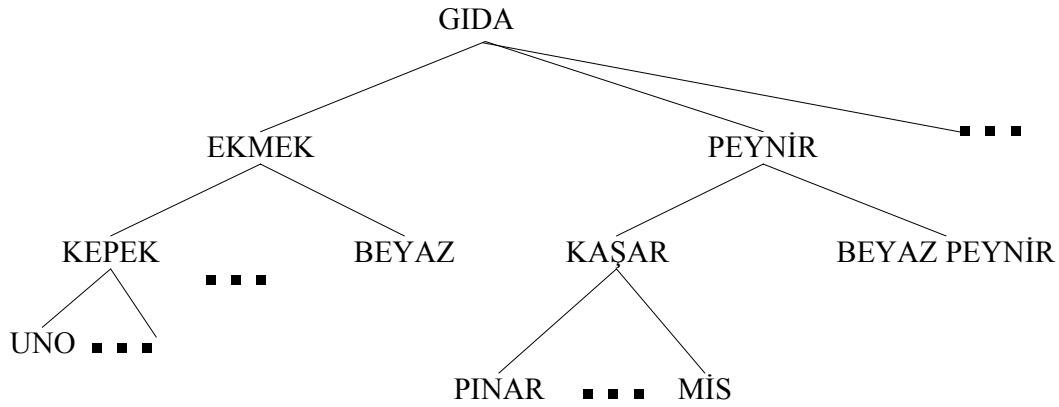 GIDA
EKMEK PEYNİR ...
KEPEK ... BEYAZ KAŞAR BEYAZ PEYNİR
UNO ...
PINAR ... MİS